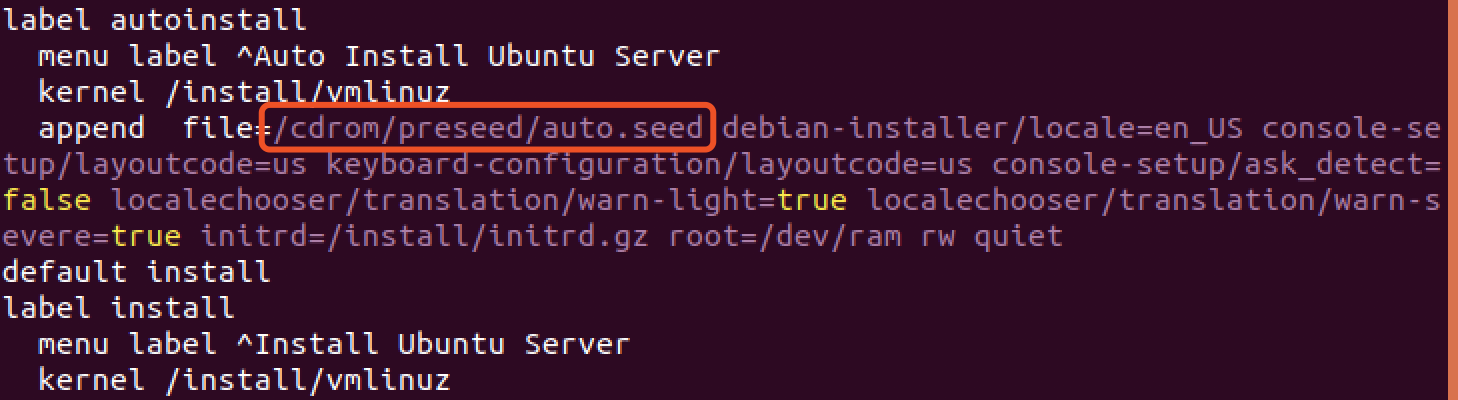 label autoinstall
  menu label ^Auto Install Ubuntu Server
  kernel /install/vmlinuz
  append  file=/cdrom/preseed/auto.seed debian-installer/locale=en_US console-se
tup/layoutcode=us keyboard-configuration/layoutcode=us console-setup/ask_detect=
false localechooser/translation/warn-light=true localechooser/translation/warn-s
evere=true initrd=/install/initrd.gz root=/dev/ram rw quiet
default install
label install
  menu label ^Install Ubuntu Server
  kernel /install/vmlinuz